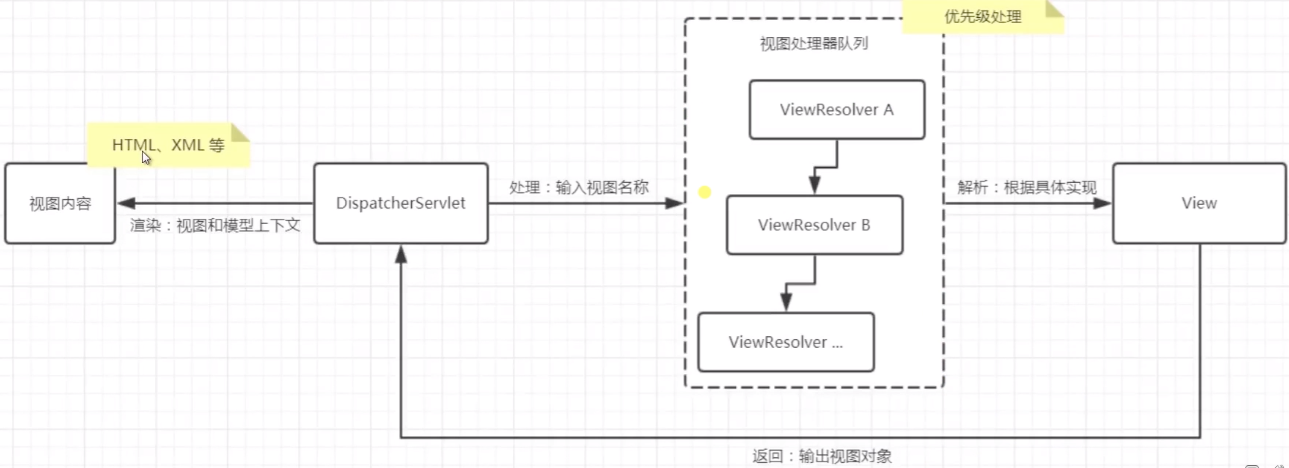 优先级处理
视图处理器队列
ViewResolver A
HTML、XML 等
视图内容
渲染：视图和模型上下文
DispatcherServlet
处理：输入视图名称
ViewResolver B
解析：根据具体实现
View
ViewResolver ...
返回：输出视图对象